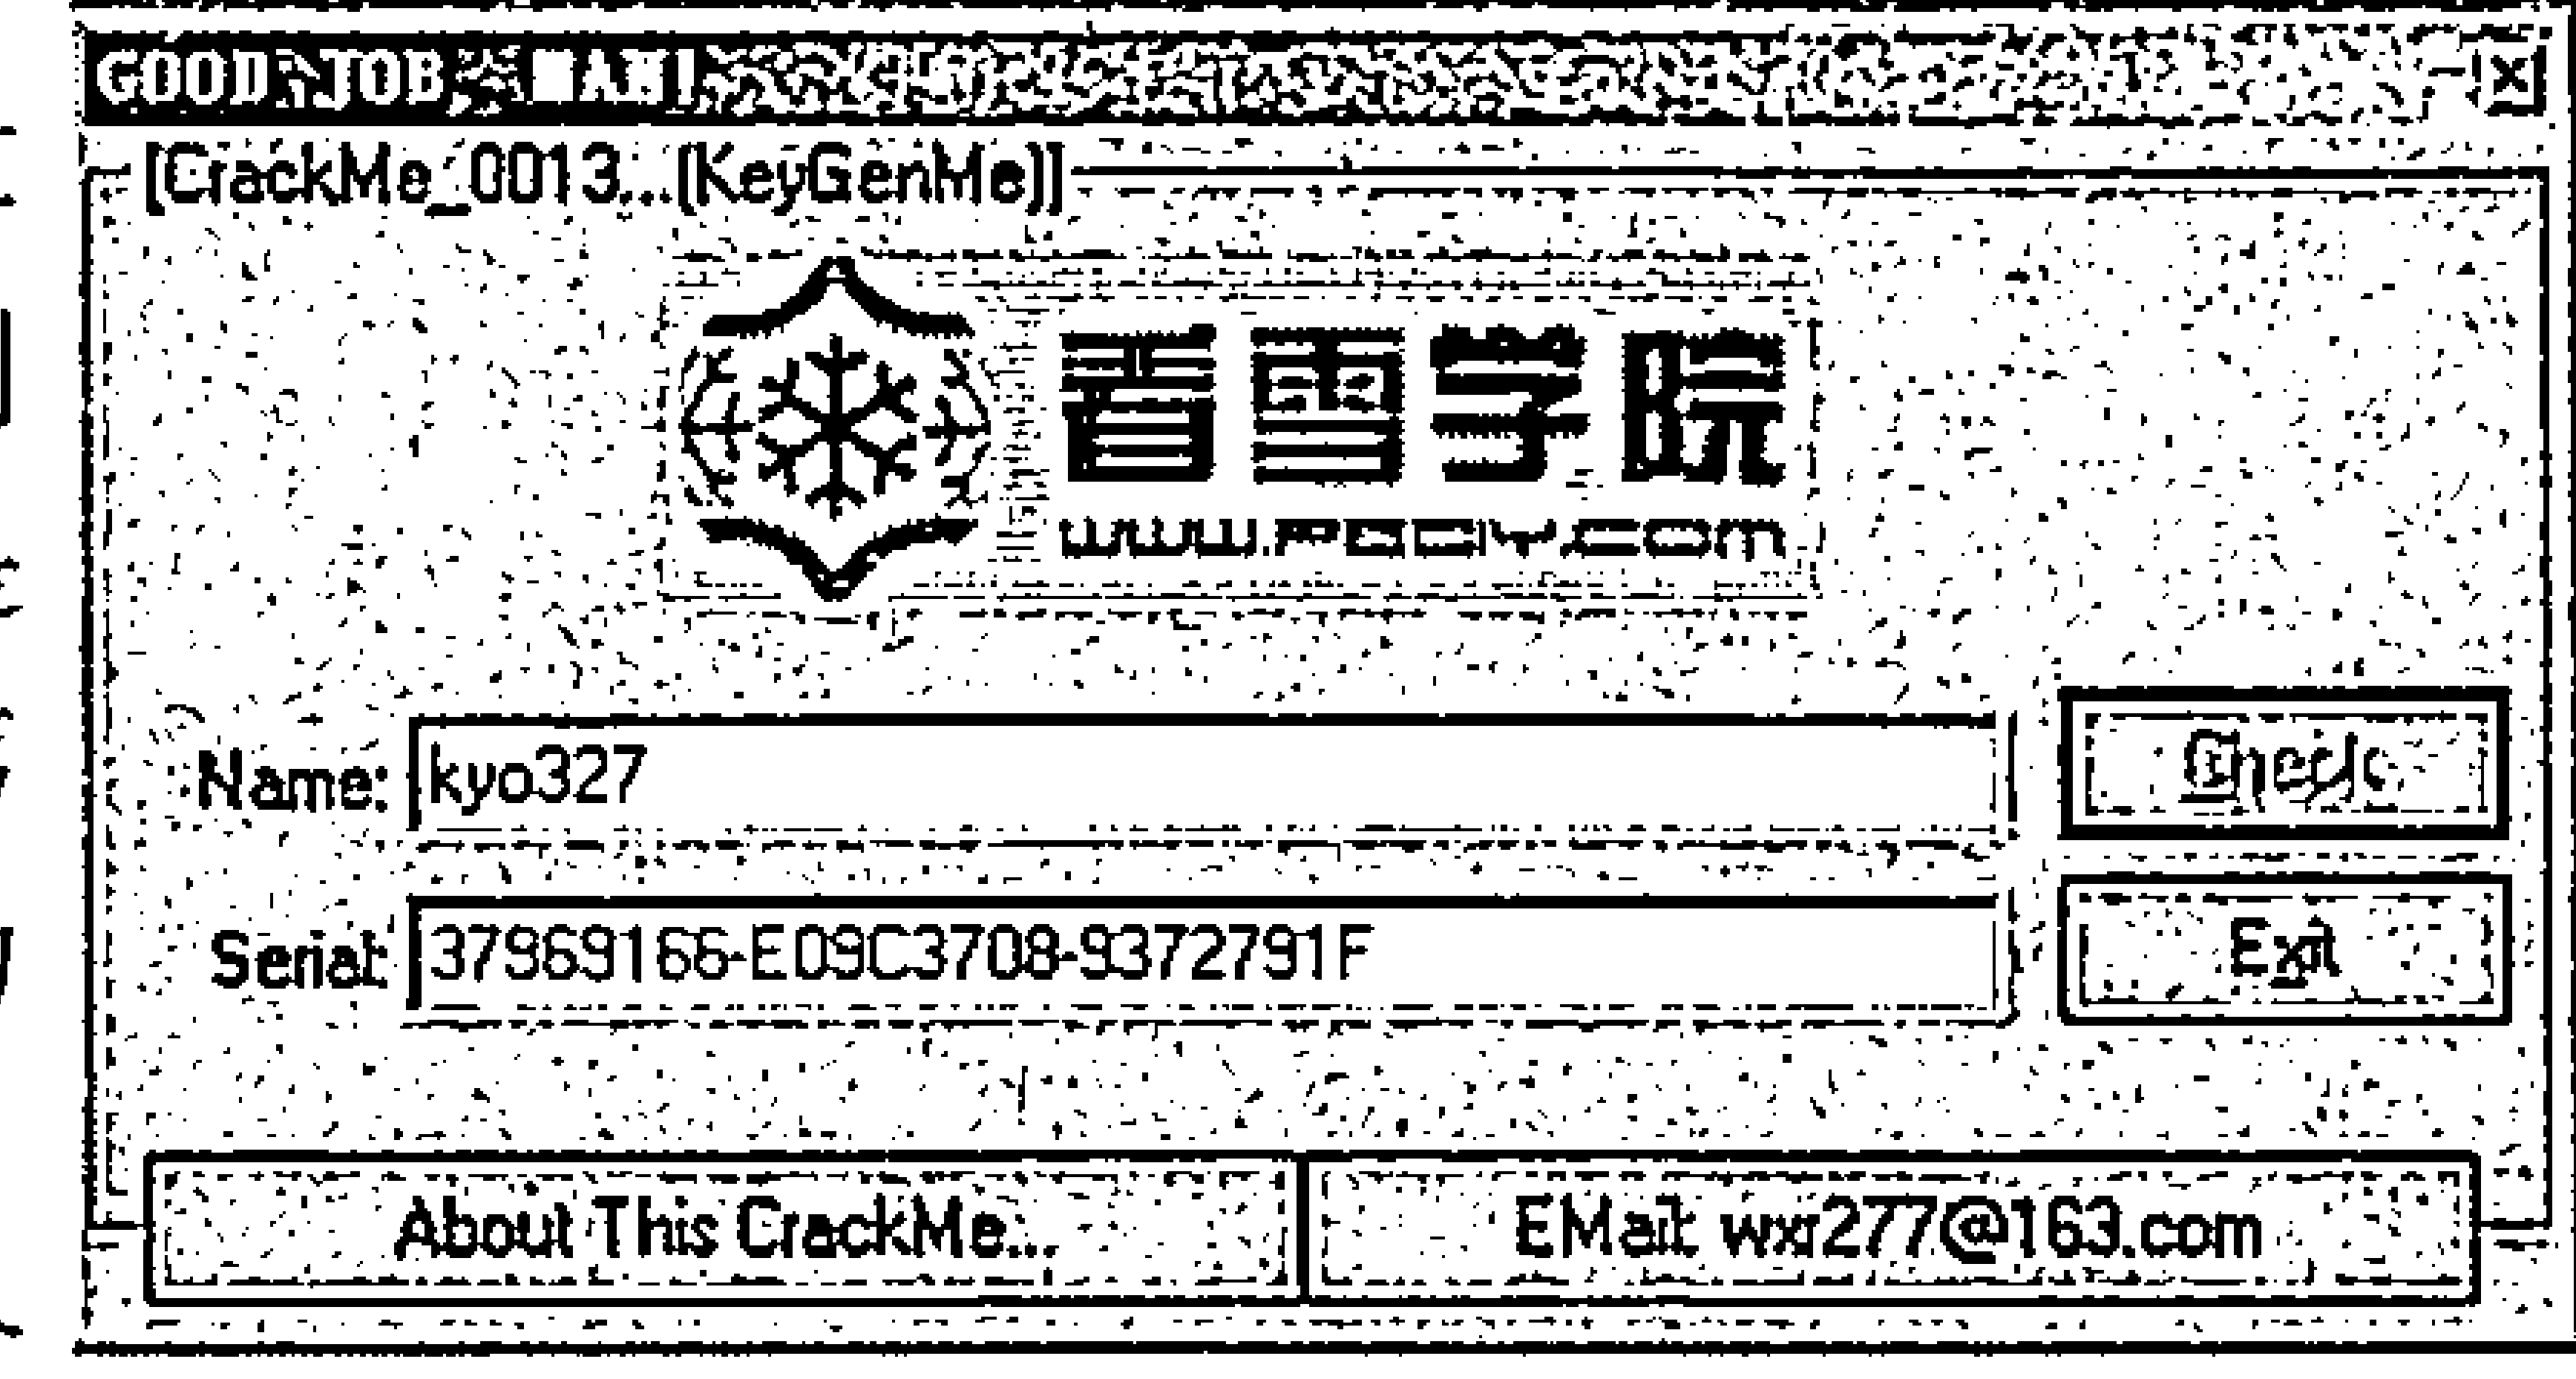 GOOD JOB MAN!
[CrackMe_0013...(KeyGenMe)]
看雪学院
www.PEDIY.com
Name: kyo327
Check
Serial: 37969166-E09C3708-9372791F
Exit
About This CrackMe...
EMail: wxr277@163.com